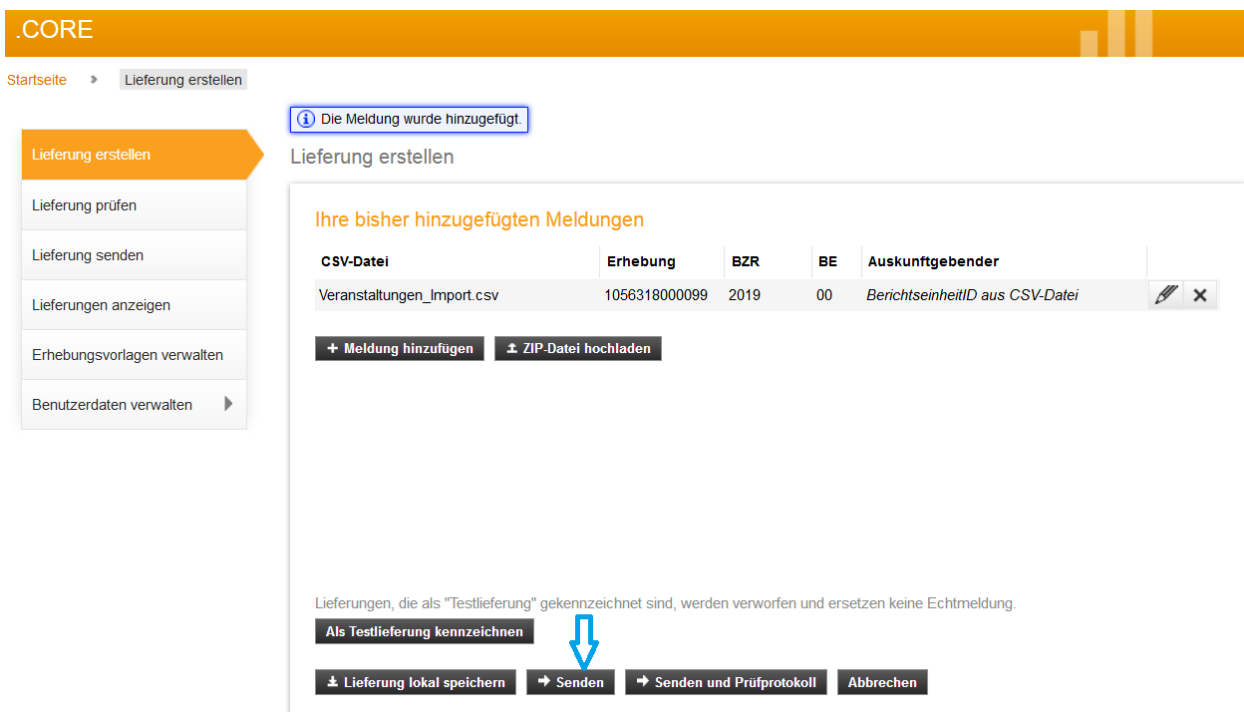 .CORE
Startseite » Lieferung erstellen
Die Meldung wurde hinzugefügt.
Lieferung erstellen
Lieferung prüfen
Lieferung senden
Lieferungen anzeigen
Erhebungsvorlagen verwalten
Benutzerdaten verwalten
Lieferung erstellen
Ihre bisher hinzugefügten Meldungen
CSV-Datei Erhebung BZR BE Auskunftgebender
Veranstaltungen_Import.csv 1056318000099 2019 00 BerichtseinheitID aus CSV-Datei
+ Meldung hinzufügen ZIP-Datei hochladen
Lieferungen, die als "Testlieferung" gekennzeichnet sind, werden verworfen und ersetzen keine Echtmeldung.
Als Testlieferung kennzeichnen
Lieferung lokal speichern Senden Senden und Prüfprotokoll Abbrechen